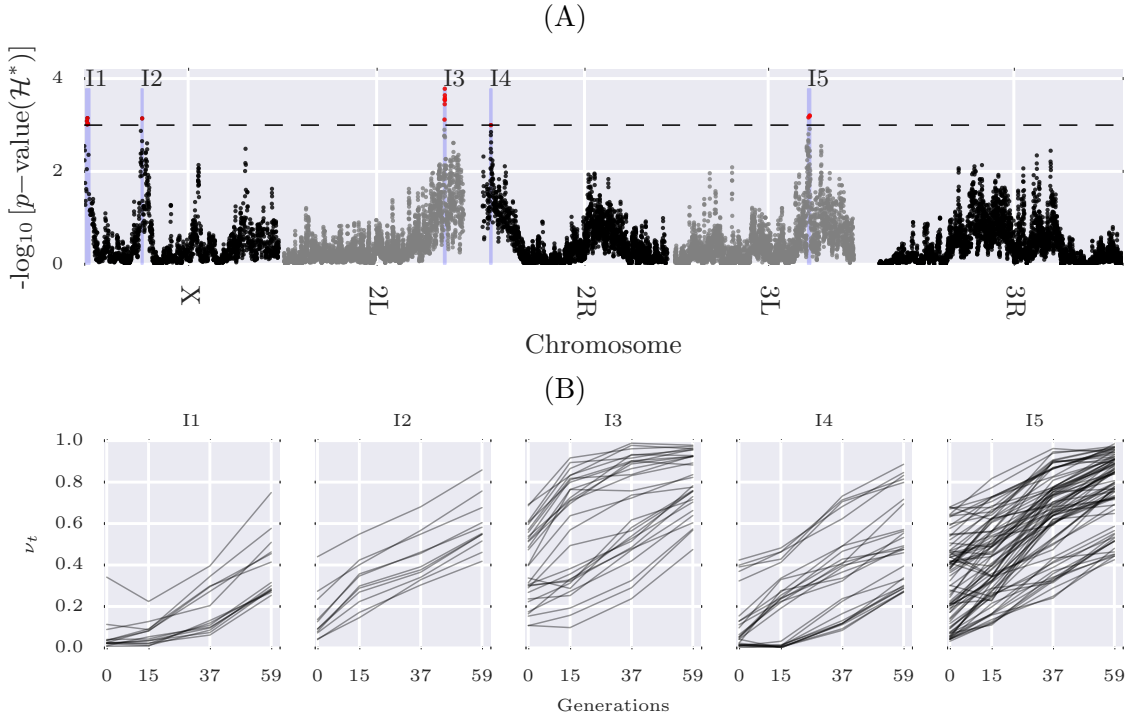 (A)
-log10 [p−value(ℋ*)]
4
2
0
I1 I2 I3 I4 I5
X 2L 2R 3L 3R
Chromosome
(B)
I1 I2 I3 I4 I5
ν_t
1.0
0.8
0.6
0.4
0.2
0.0
0 15 37 59 0 15 37 59 0 15 37 59 0 15 37 59 0 15 37 59
Generations